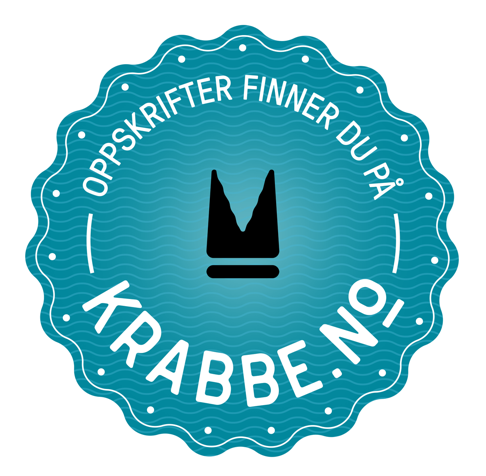 OPPSKRIFTER FINNER DU PÅ
KRABBE.NO